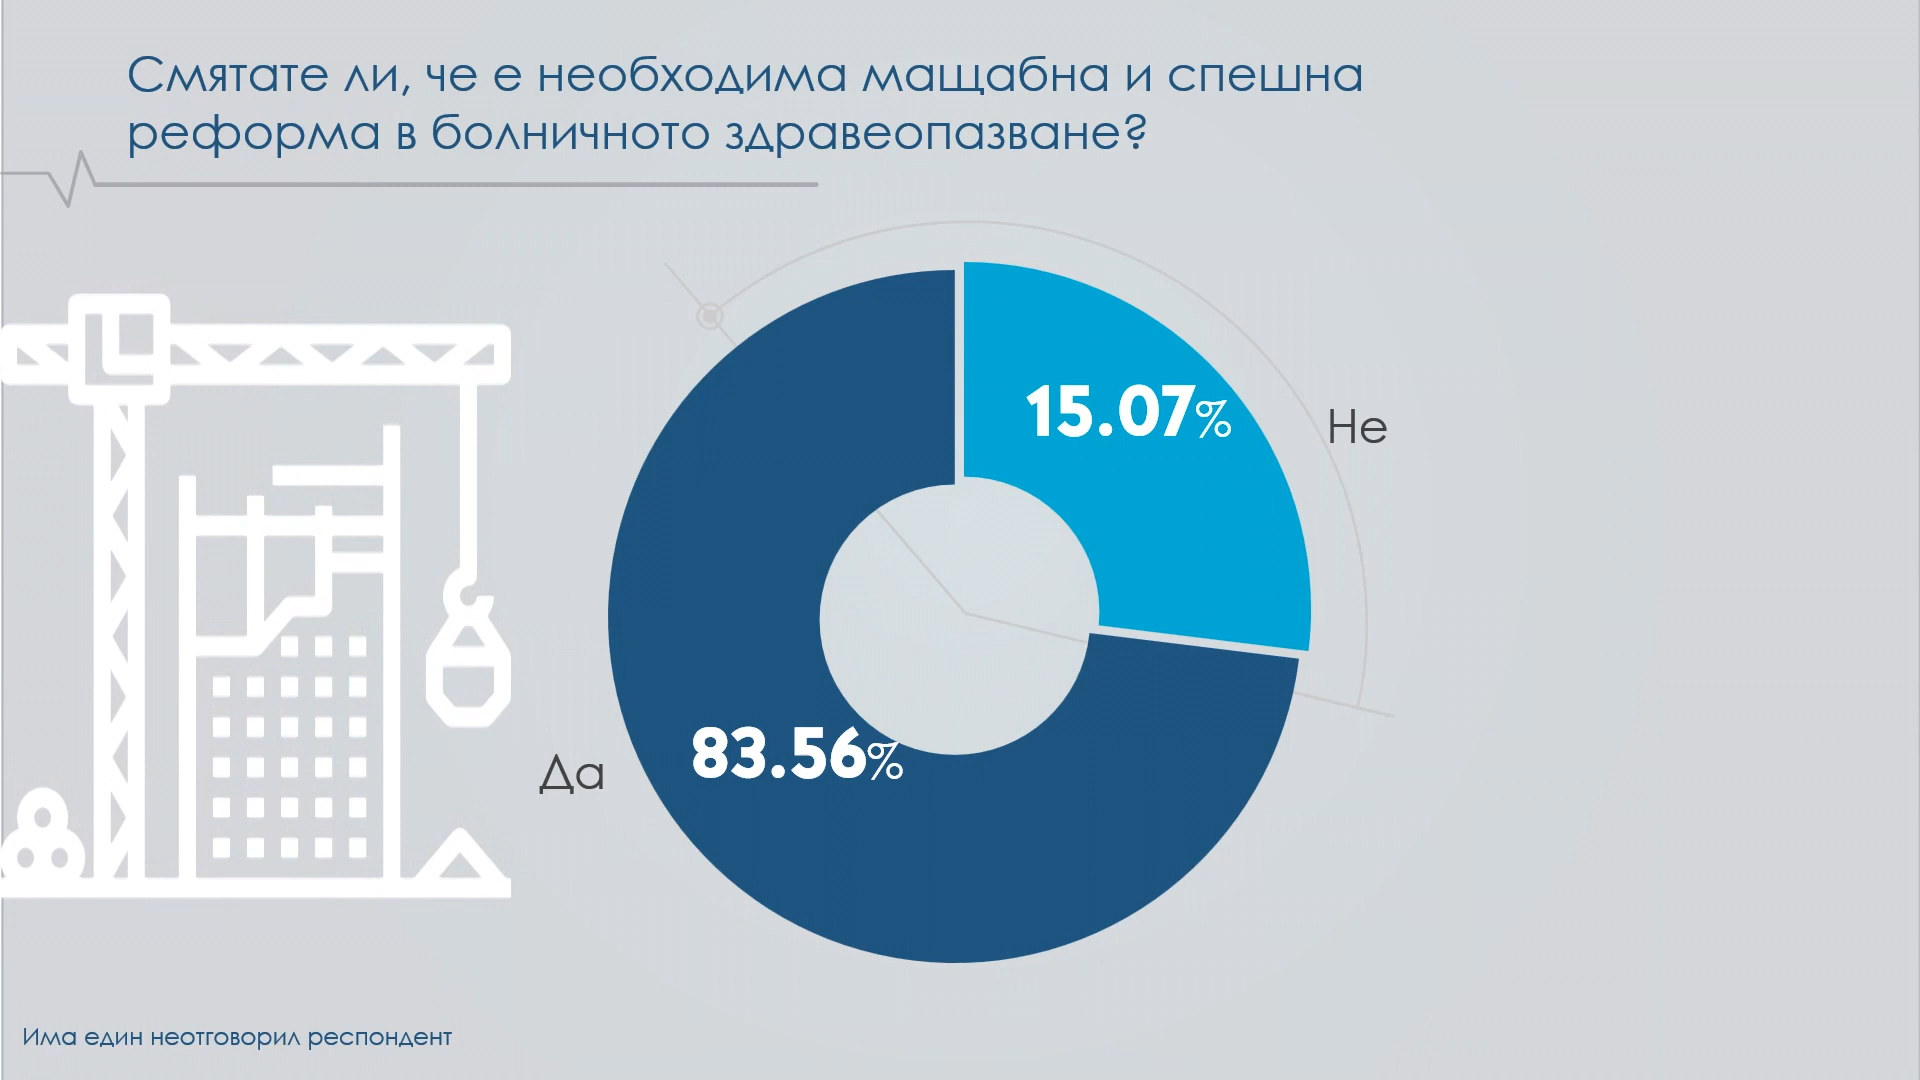 Смятате ли, че е необходима мащабна и спешна
реформа в болничното здравеопазване?
15.07%
Не
83.56%
Да
Има един неотговорил респондент